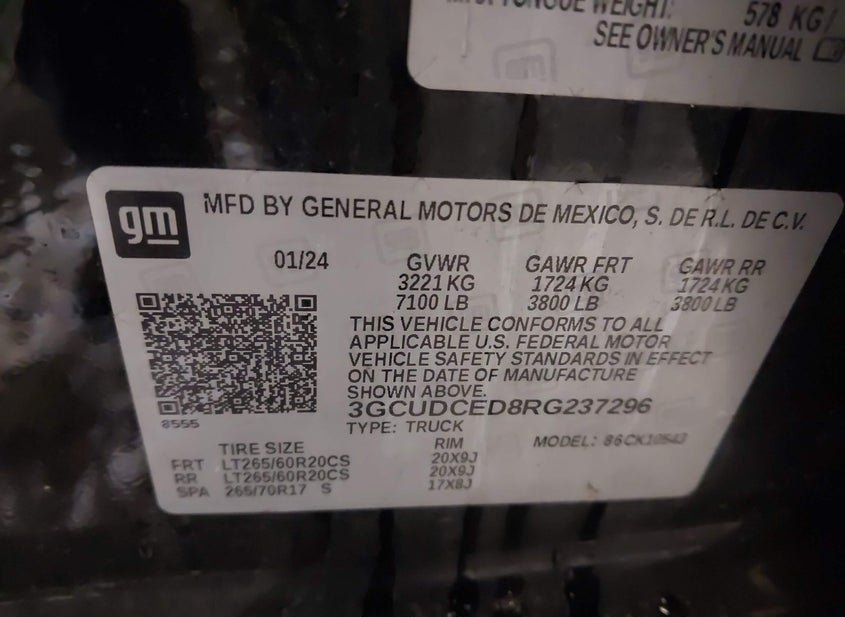 TONGUE WEIGHT: 578 KG/
SEE OWNER'S MANUAL
gm
MFD BY GENERAL MOTORS DE MEXICO, S. DE R.L. DE C.V.
01/24 GVWR GAWR FRT GAWR RR
3221 KG 1724 KG 1724 KG
7100 LB 3800 LB 3800 LB
THIS VEHICLE CONFORMS TO ALL
APPLICABLE U.S. FEDERAL MOTOR
VEHICLE SAFETY STANDARDS IN EFFECT
ON THE DATE OF MANUFACTURE
SHOWN ABOVE.
3GCUDCED8RG237296
8555
TYPE: TRUCK
TIRE SIZE RIM MODEL: 86CK10543
FRT LT265/60R20CS 20X9J
RR LT265/60R20CS 20X9J
SPA 265/70R17 S 17X8J